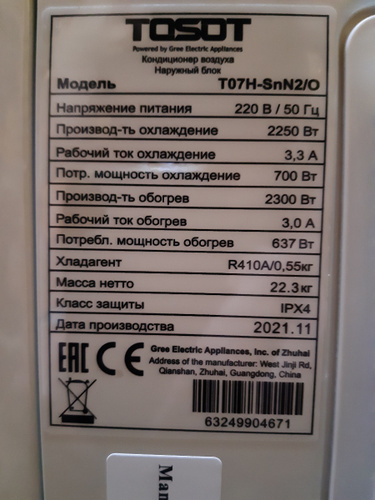 TOSOT
Powered by Gree Electric Appliances
Кондиционер воздуха
Наружный блок
Модель T07H-SnN2/O
Напряжение питания 220 В / 50 Гц
Производ-ть охлаждение 2250 Вт
Рабочий ток охлаждение 3,3 А
Потр. мощность охлаждение 700 Вт
Производ-ть обогрев 2300 Вт
Рабочий ток обогрев 3,0 А
Потребл. мощность обогрев 637 Вт
Хладагент R410A/0,55кг
Масса нетто 22.3кг
Класс защиты IPX4
Дата производства 2021.11
EAC CE
Gree Electric Appliances, Inc. of Zhuhai
Address of the manufacturer: West Jinji Rd,
Qianshan, Zhuhai, Guangdong, China
63249904671
Man